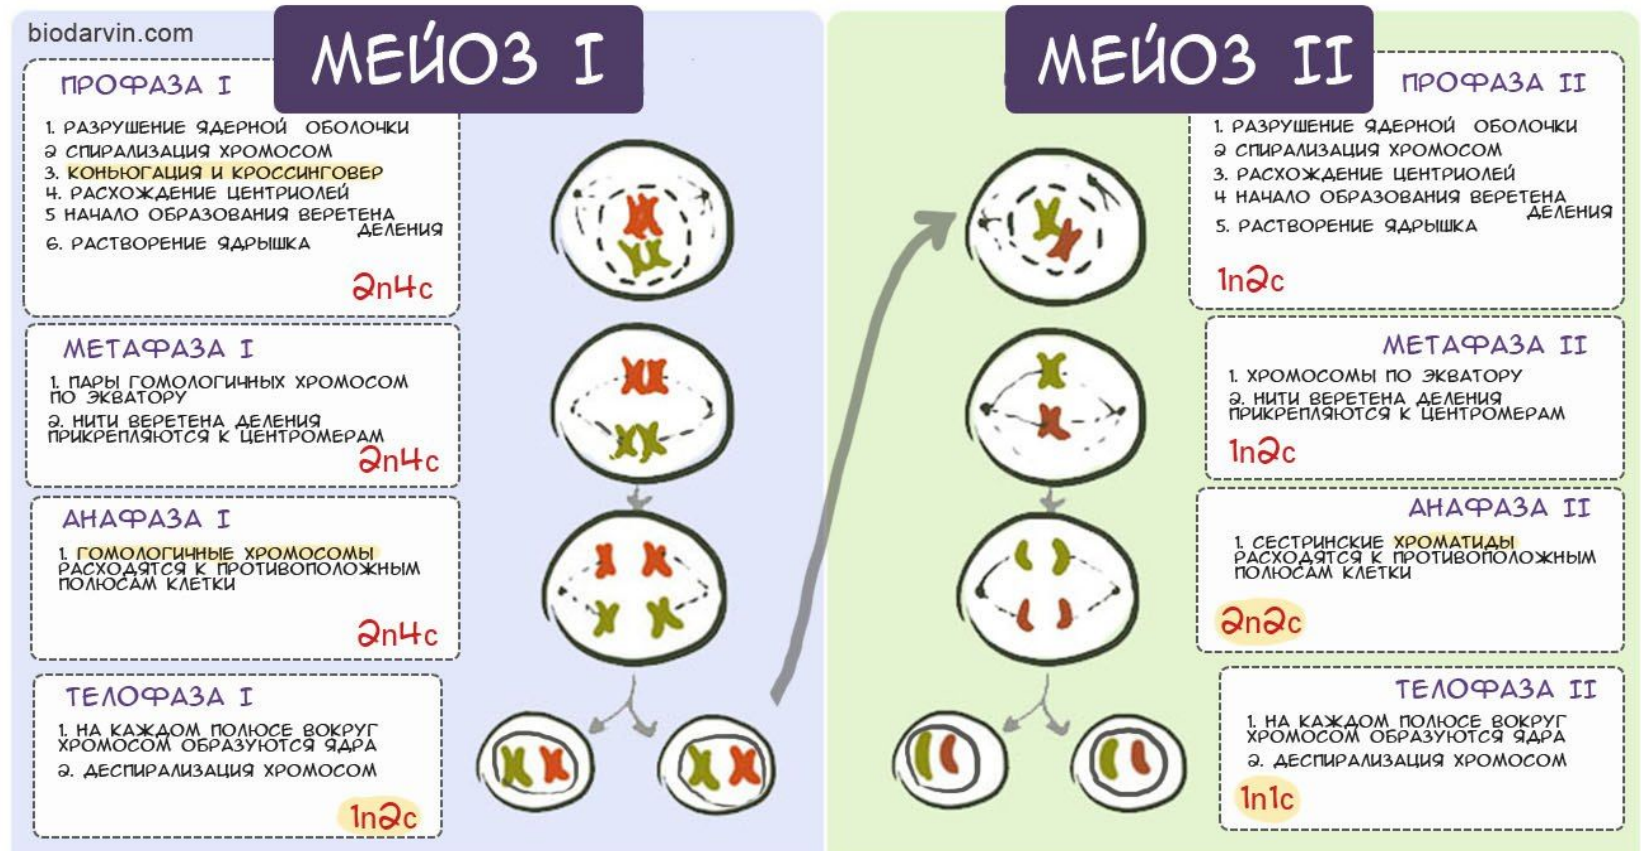 biodarvin.com
МЕЙОЗ I
ПРОФАЗА I
1. РАЗРУШЕНИЕ ЯДЕРНОЙ ОБОЛОЧКИ
2 СПИРАЛИЗАЦИЯ ХРОМОСОМ
3. КОНЬЮГАЦИЯ И КРОССИНГОВЕР
4. РАСХОЖДЕНИЕ ЦЕНТРИОЛЕЙ
5 НАЧАЛО ОБРАЗОВАНИЯ ВЕРЕТЕНА
ДЕЛЕНИЯ
6. РАСТВОРЕНИЕ ЯДРЫШКА
2n4c
МЕТАФАЗА I
1. ПАРЫ ГОМОЛОГИЧНЫХ ХРОМОСОМ
ПО ЭКВАТОРУ
2. НИТИ ВЕРЕТЕНА ДЕЛЕНИЯ
ПРИКРЕПЛЯЮТСЯ К ЦЕНТРОМЕРАМ
2n4c
АНАФАЗА I
1. ГОМОЛОГИЧНЫЕ ХРОМОСОМЫ
РАСХОДЯТСЯ К ПРОТИВОПОЛОЖНЫМ
ПОЛЮСАМ КЛЕТКИ
2n4c
ТЕЛОФАЗА I
1. НА КАЖДОМ ПОЛЮСЕ ВОКРУГ
ХРОМОСОМ ОБРАЗУЮТСЯ ЯДРА
2. ДЕСПИРАЛИЗАЦИЯ ХРОМОСОМ
1n2c
МЕЙОЗ II
ПРОФАЗА II
1. РАЗРУШЕНИЕ ЯДЕРНОЙ ОБОЛОЧКИ
2 СПИРАЛИЗАЦИЯ ХРОМОСОМ
3. РАСХОЖДЕНИЕ ЦЕНТРИОЛЕЙ
4 НАЧАЛО ОБРАЗОВАНИЯ ВЕРЕТЕНА
ДЕЛЕНИЯ
5. РАСТВОРЕНИЕ ЯДРЫШКА
1n2c
МЕТАФАЗА II
1. ХРОМОСОМЫ ПО ЭКВАТОРУ
2. НИТИ ВЕРЕТЕНА ДЕЛЕНИЯ
ПРИКРЕПЛЯЮТСЯ К ЦЕНТРОМЕРАМ
1n2c
АНАФАЗА II
1. СЕСТРИНСКИЕ ХРОМАТИДЫ
РАСХОДЯТСЯ К ПРОТИВОПОЛОЖНЫМ
ПОЛЮСАМ КЛЕТКИ
2n2c
ТЕЛОФАЗА II
1. НА КАЖДОМ ПОЛЮСЕ ВОКРУГ
ХРОМОСОМ ОБРАЗУЮТСЯ ЯДРА
2. ДЕСПИРАЛИЗАЦИЯ ХРОМОСОМ
1n1c